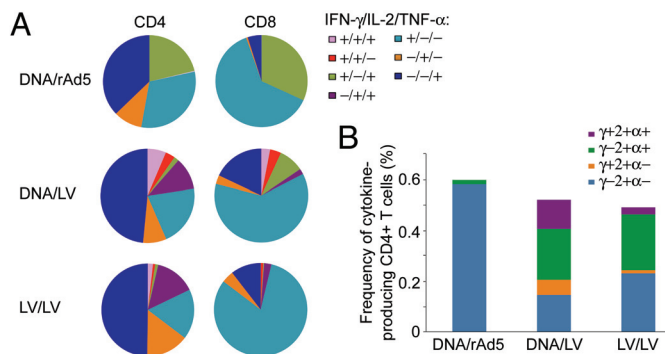 A
CD4
CD8
IFN-γ/IL-2/TNF-α:
+/+/+
+/−/−
+/+/−
−/+/−
+/−/+
−/−/+
−/+/+
DNA/rAd5
DNA/LV
LV/LV
B
γ+2+α+
γ−2+α+
γ+2+α−
γ−2+α−
Frequency of cytokine-
producing CD4+ T cells (%)
0.6
0.4
0.2
0
DNA/rAd5
DNA/LV
LV/LV